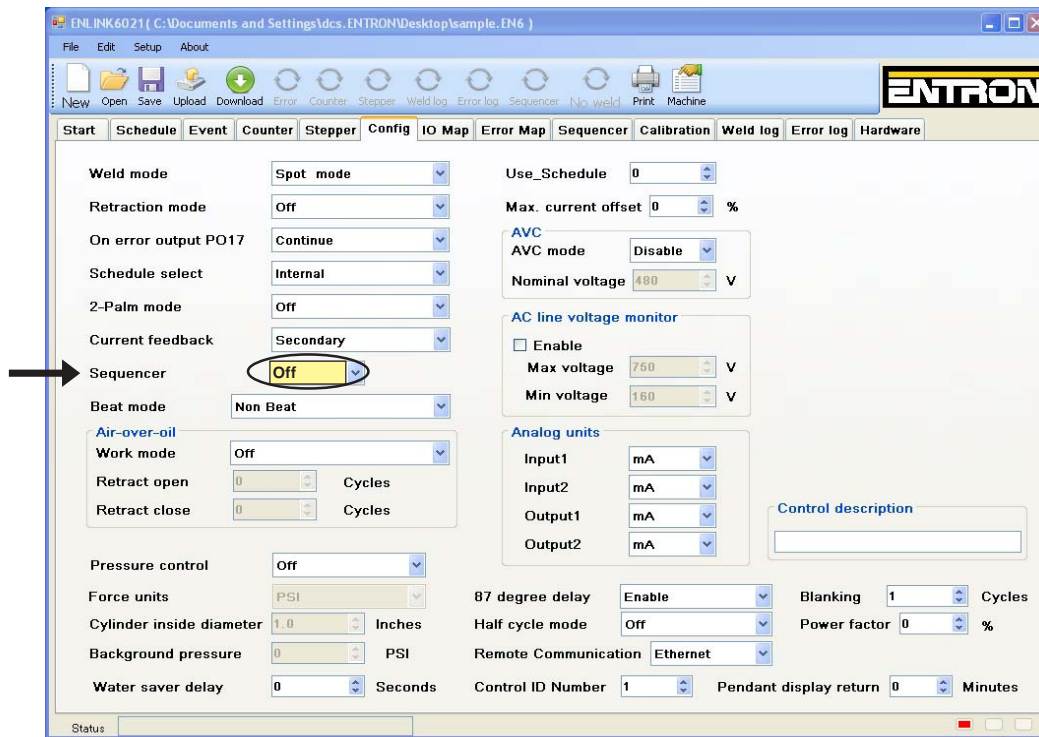 ENLINK6021( C:\Documents and Settings\dcs.ENTRON\Desktop\sample.EN6 )
File Edit Setup About
New Open Save Upload Download Error Counter Stepper Weld log Error log Sequencer No weld Print Machine
ENTRON
Start Schedule Event Counter Stepper Config IO Map Error Map Sequencer Calibration Weld log Error log Hardware
Weld mode Spot mode
Retraction mode Off
On error output PO17 Continue
Schedule select Internal
2-Palm mode Off
Current feedback Secondary
Sequencer Off
Beat mode Non Beat
Air-over-oil
Work mode Off
Retract open 0 Cycles
Retract close 0 Cycles
Pressure control Off
Force units PSI
Cylinder inside diameter 1.0 Inches
Background pressure 0 PSI
Water saver delay 0 Seconds
Use_Schedule 0
Max. current offset 0 %
AVC
AVC mode Disable
Nominal voltage 480 V
AC line voltage monitor
Enable
Max voltage 750 V
Min voltage 160 V
Analog units
Input1 mA
Input2 mA
Output1 mA
Output2 mA
Control description
87 degree delay Enable
Half cycle mode Off
Remote Communication Ethernet
Control ID Number 1
Blanking 1 Cycles
Power factor 0 %
Pendant display return 0 Minutes
Status